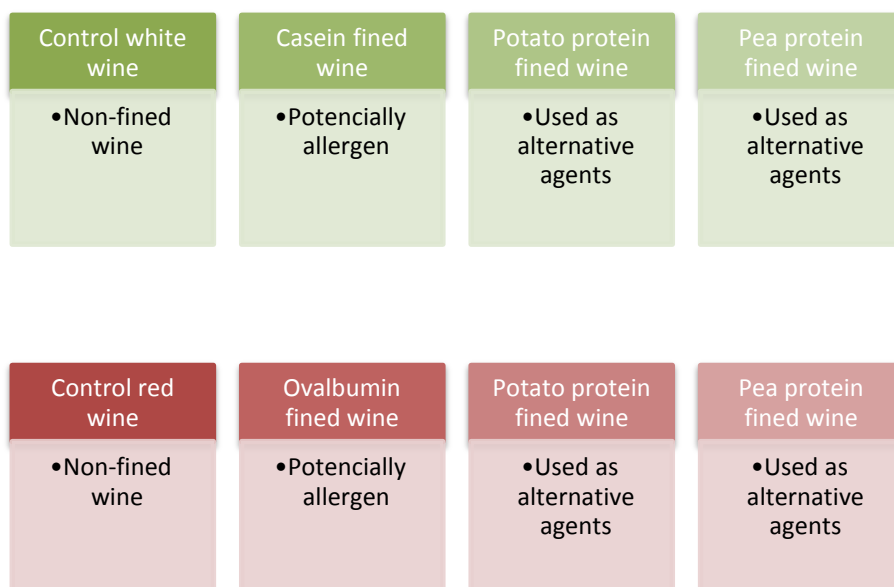 Control white
wine
•Non-fined
wine
Casein fined
wine
•Potencially
allergen
Potato protein
fined wine
•Used as
alternative
agents
Pea protein
fined wine
•Used as
alternative
agents
Control red
wine
•Non-fined
wine
Ovalbumin
fined wine
•Potencially
allergen
Potato protein
fined wine
•Used as
alternative
agents
Pea protein
fined wine
•Used as
alternative
agents